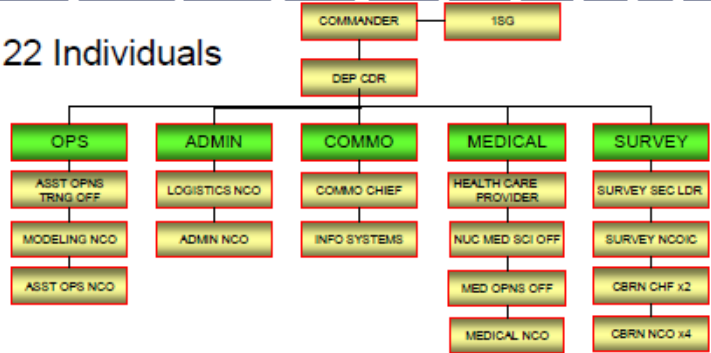 COMMANDER
1SG
22 Individuals
DEP CDR
OPS
ADMIN
COMMO
MEDICAL
SURVEY
ASST OPNS
TRNG OFF
LOGISTICS NCO
COMMO CHIEF
HEALTH CARE
PROVIDER
SURVEY SEC LDR
MODELING NCO
ADMIN NCO
INFO SYSTEMS
NUC MED SCI OFF
SURVEY NCOIC
ASST OPS NCO
MED OPNS OFF
CBRN CHF x2
MEDICAL NCO
CBRN NCO x4